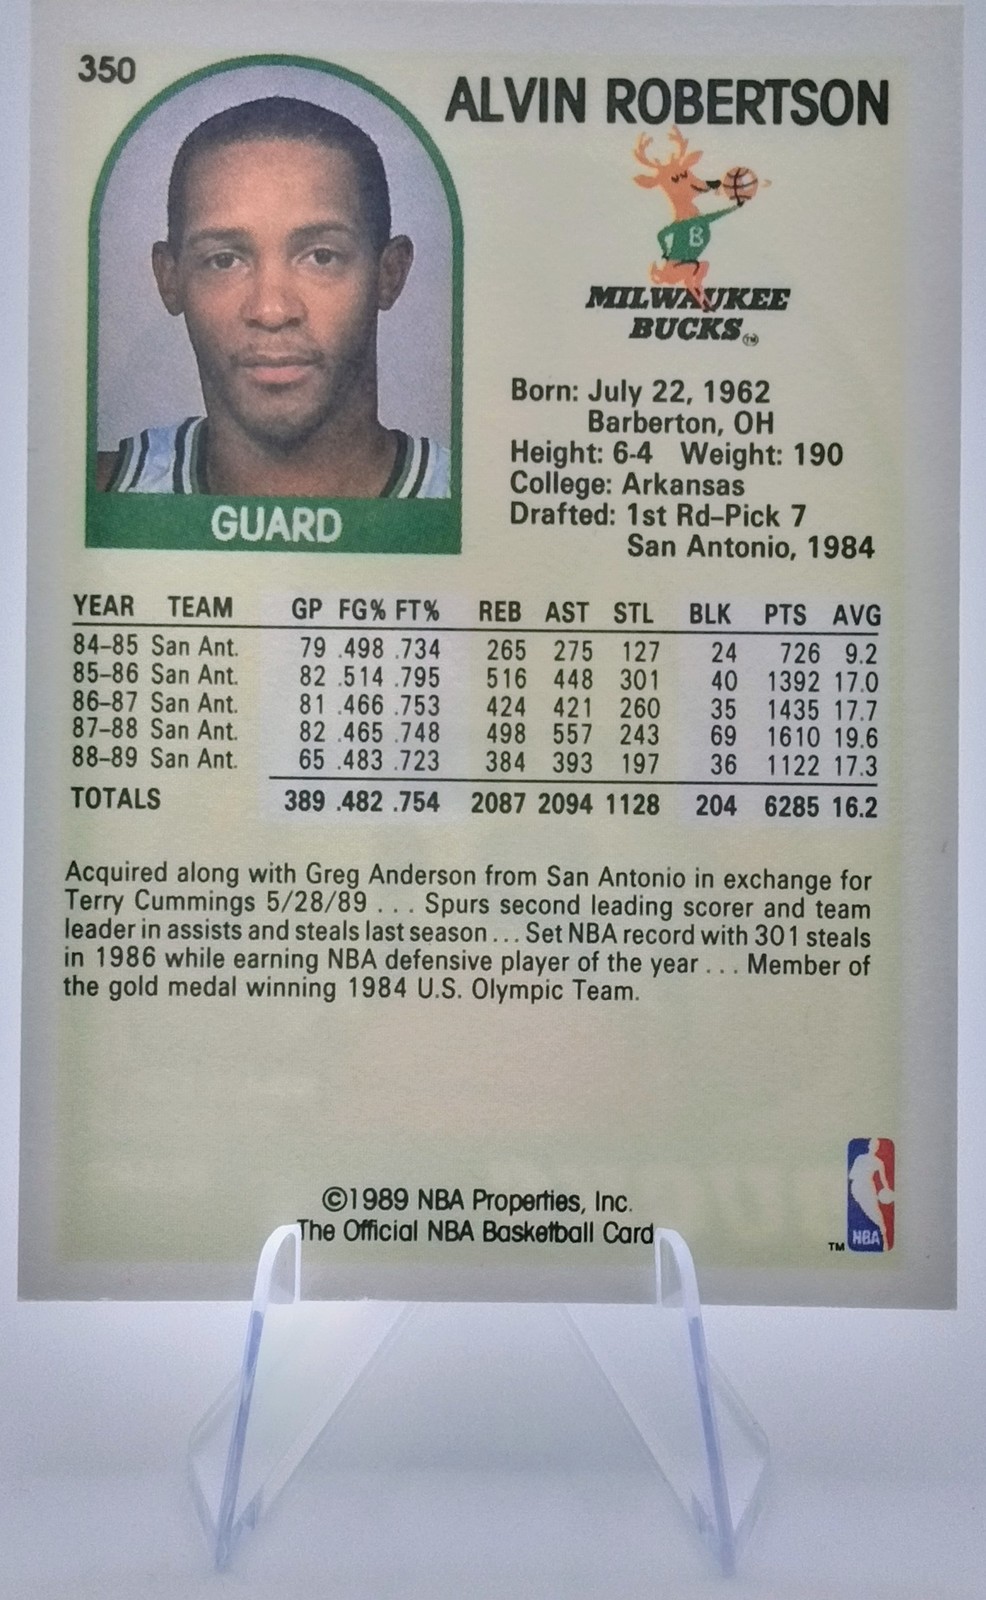 350
ALVIN ROBERTSON
B
MILWAUKEE
BUCKS TM
Born: July 22, 1962
Barberton, OH
Height: 6-4 Weight: 190
College: Arkansas
Drafted: 1st Rd-Pick 7
San Antonio, 1984
GUARD
YEAR TEAM GP FG% FT% REB AST STL BLK PTS AVG
84-85 San Ant. 79 .498 .734 265 275 127 24 726 9.2
85-86 San Ant. 82 .514 .795 516 448 301 40 1392 17.0
86-87 San Ant. 81 .466 .753 424 421 260 35 1435 17.7
87-88 San Ant. 82 .465 .748 498 557 243 69 1610 19.6
88-89 San Ant. 65 .483 .723 384 393 197 36 1122 17.3
TOTALS 389 .482 .754 2087 2094 1128 204 6285 16.2
Acquired along with Greg Anderson from San Antonio in exchange for
Terry Cummings 5/28/89 . . . Spurs second leading scorer and team
leader in assists and steals last season . . . Set NBA record with 301 steals
in 1986 while earning NBA defensive player of the year . . . Member of
the gold medal winning 1984 U.S. Olympic Team.
©1989 NBA Properties, Inc.
The Official NBA Basketball Card
TM NBA